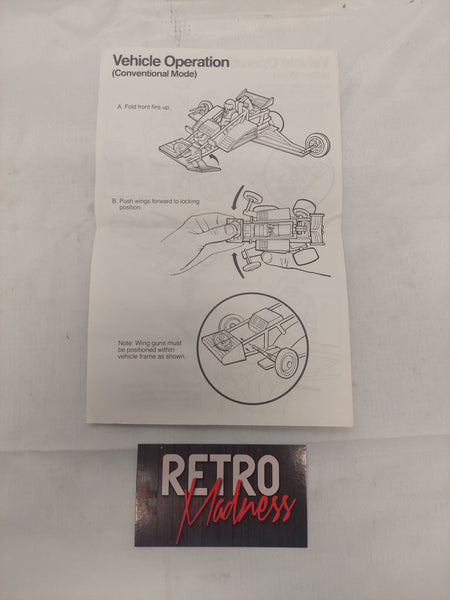 Vehicle Operation
(Conventional Mode)
A. Fold front fins up.
B. Push wings forward to locking
position.
Note: Wing guns must
be positioned within
vehicle frame as shown.
RETRO
Madness